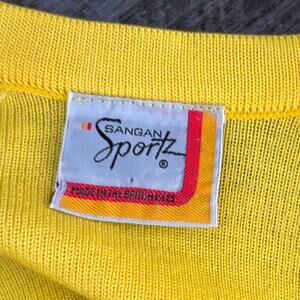 SANGAN
Sportz
®
MADE IN THE BRITISH ISLES